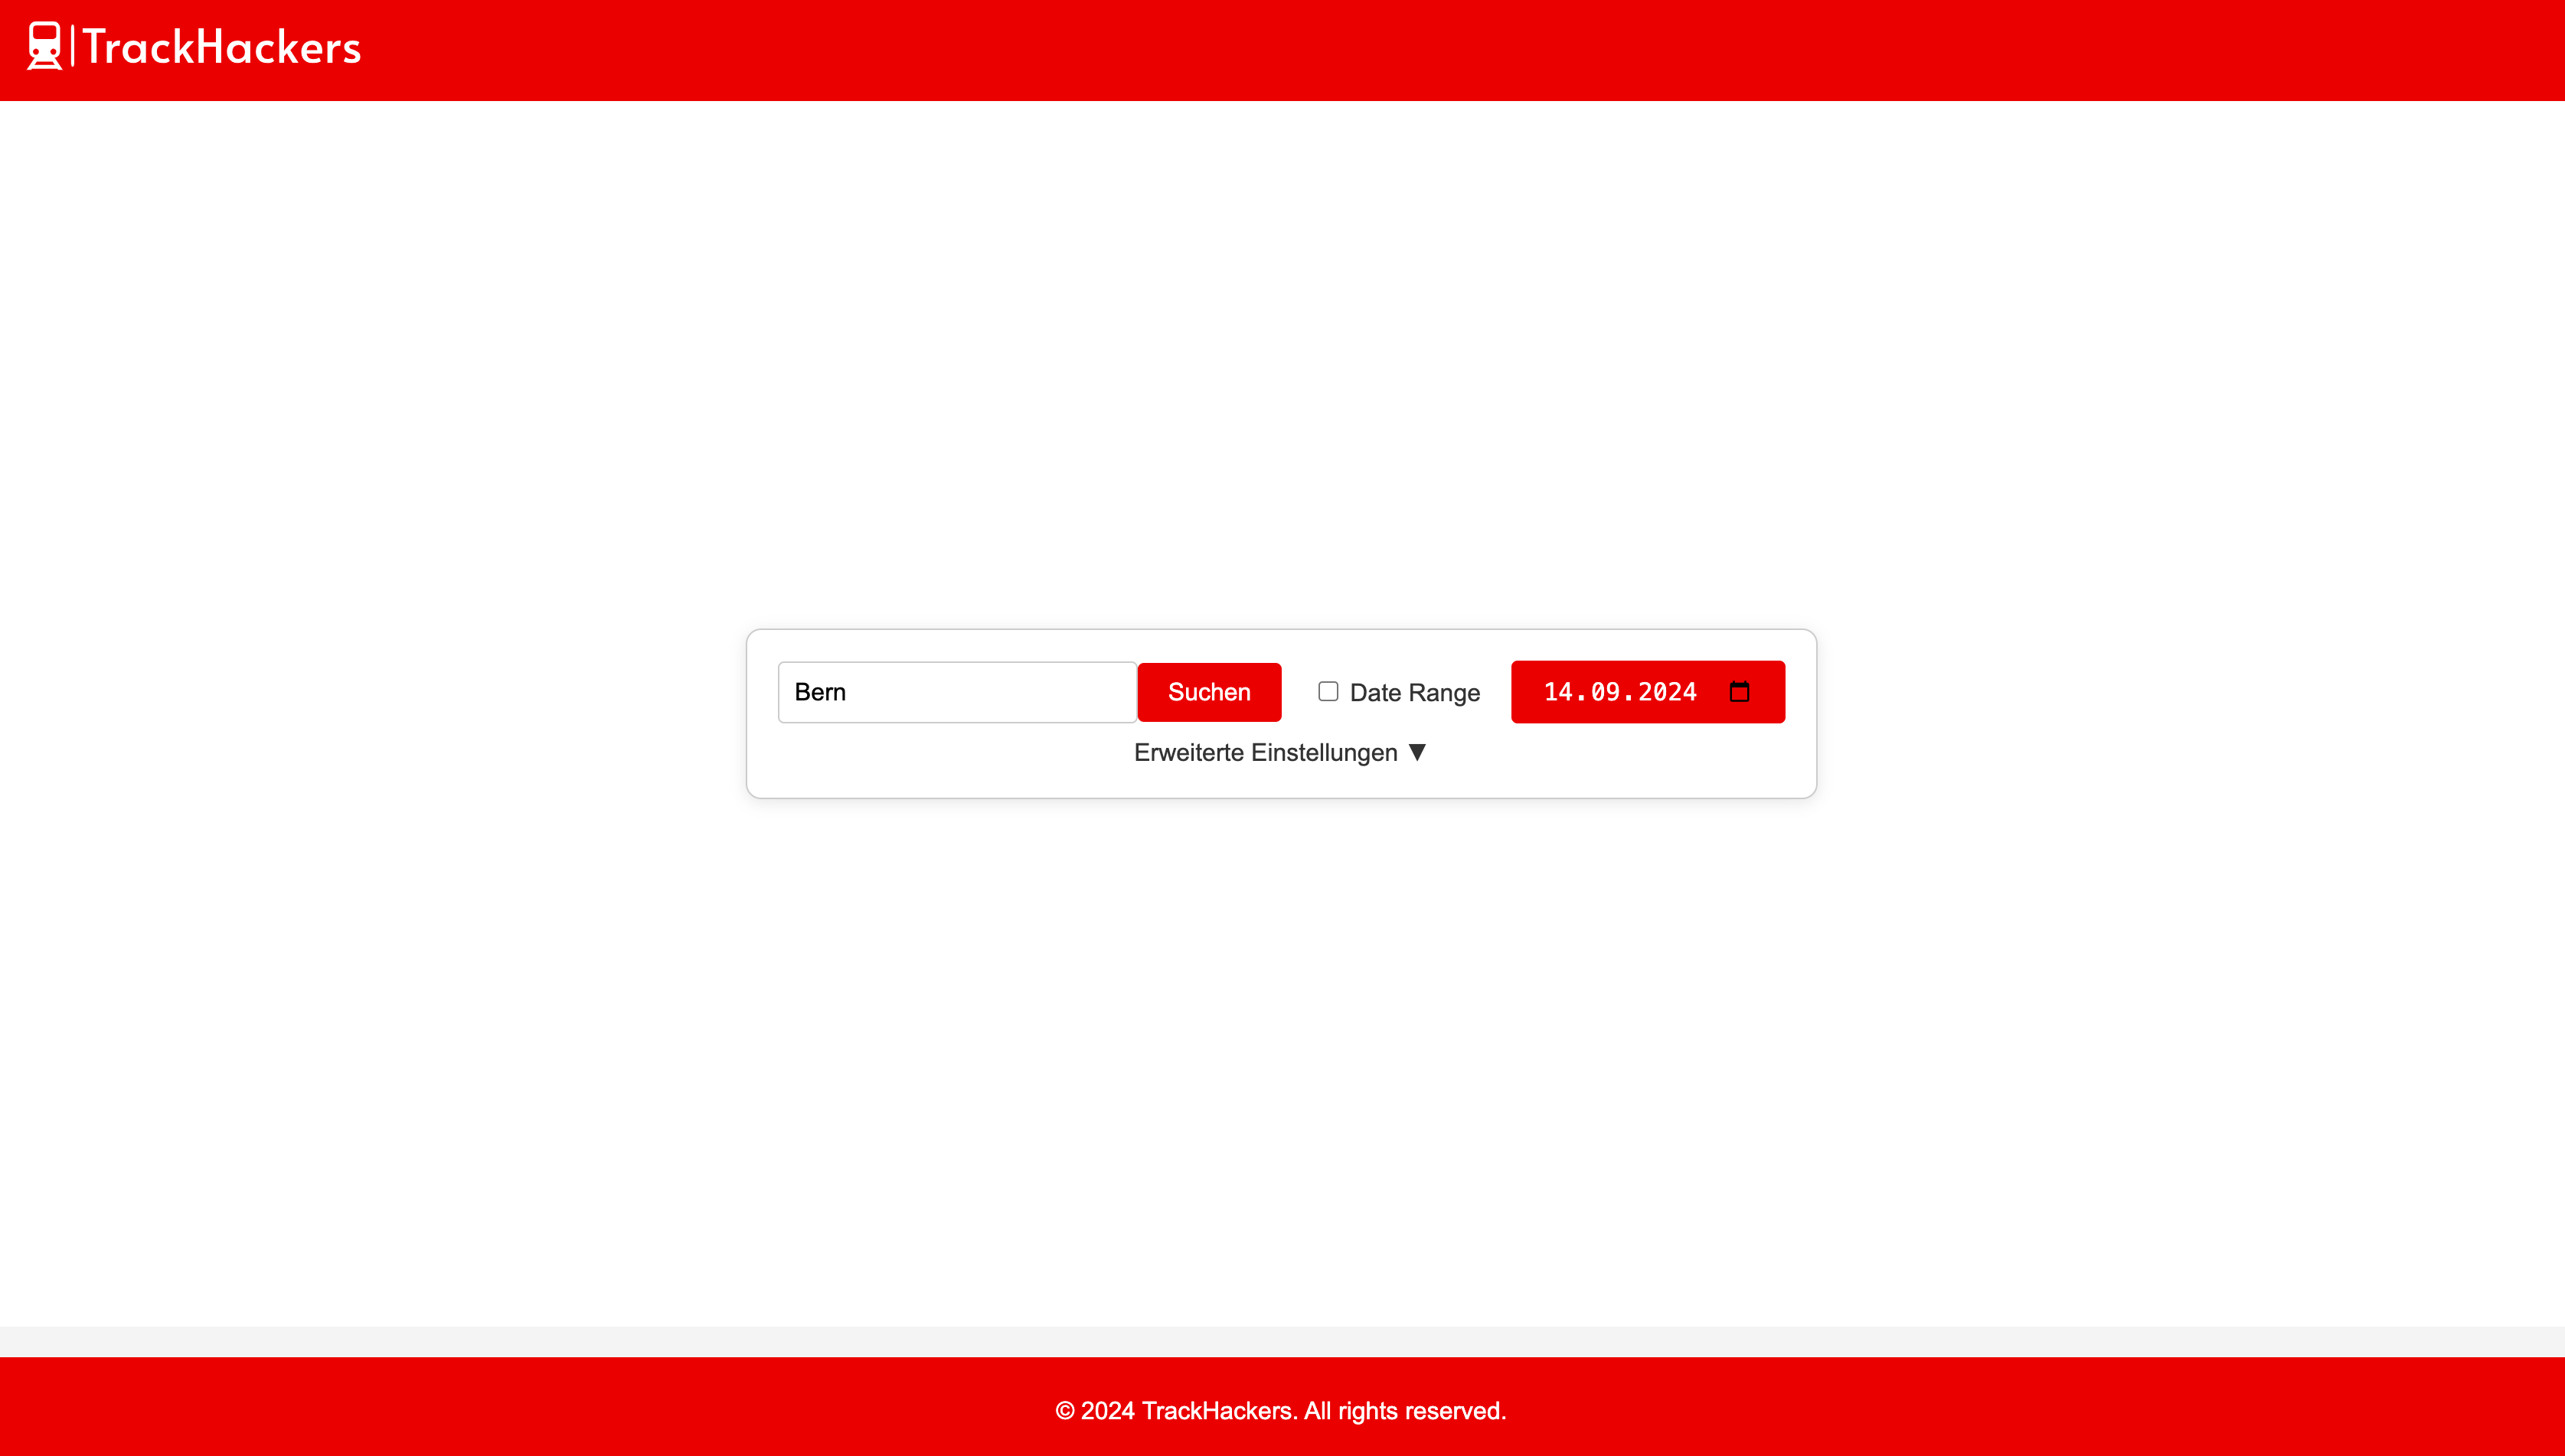 TrackHackers
Bern Suchen Date Range 14.09.2024
Erweiterte Einstellungen ▼
© 2024 TrackHackers. All rights reserved.